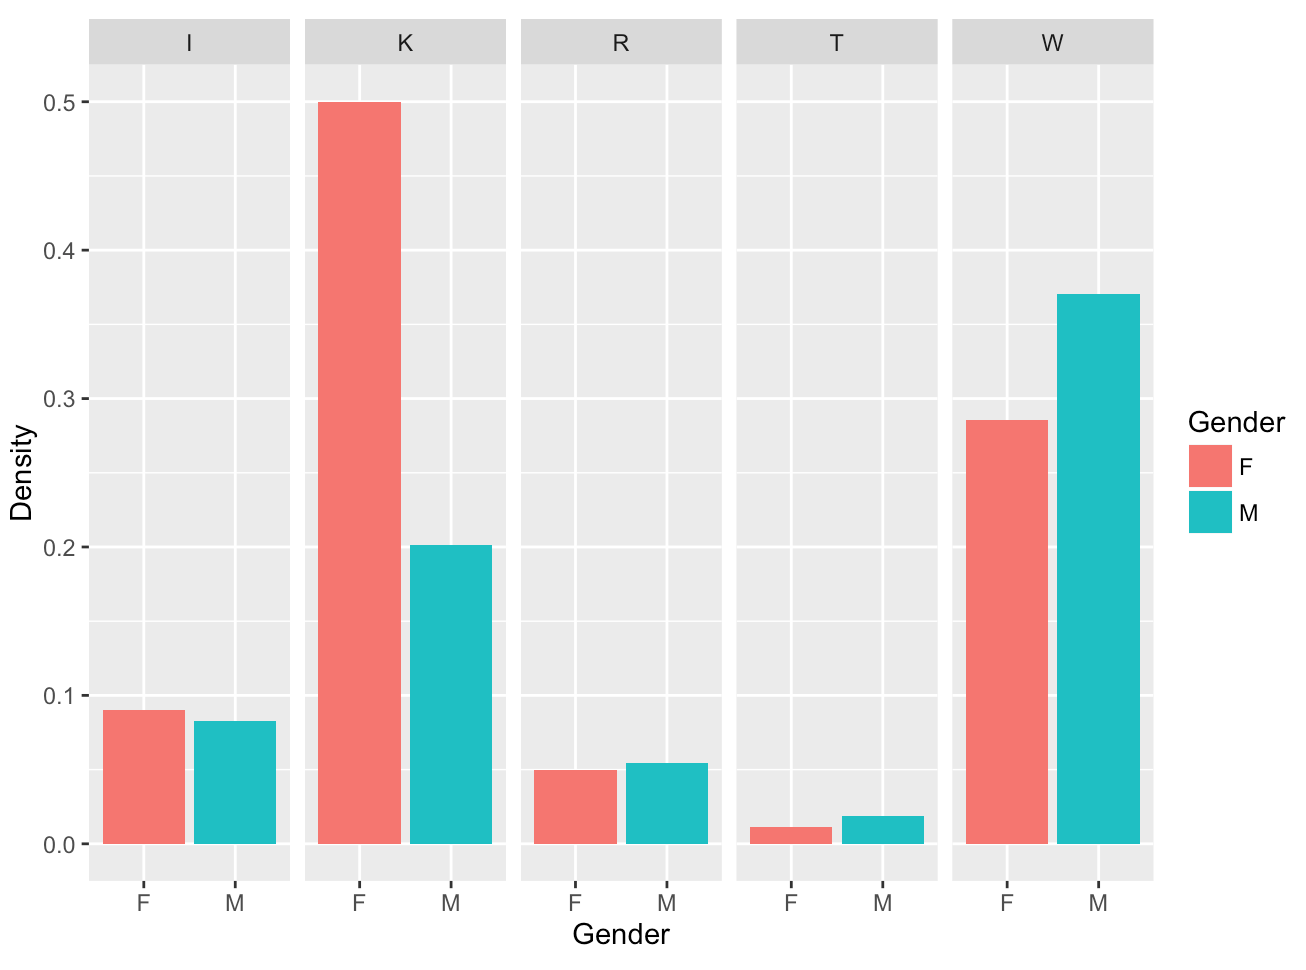 I K R T W
0.5
0.4
0.3
0.2
0.1
0.0
Density
F M F M F M F M F M
Gender
Gender
F
M